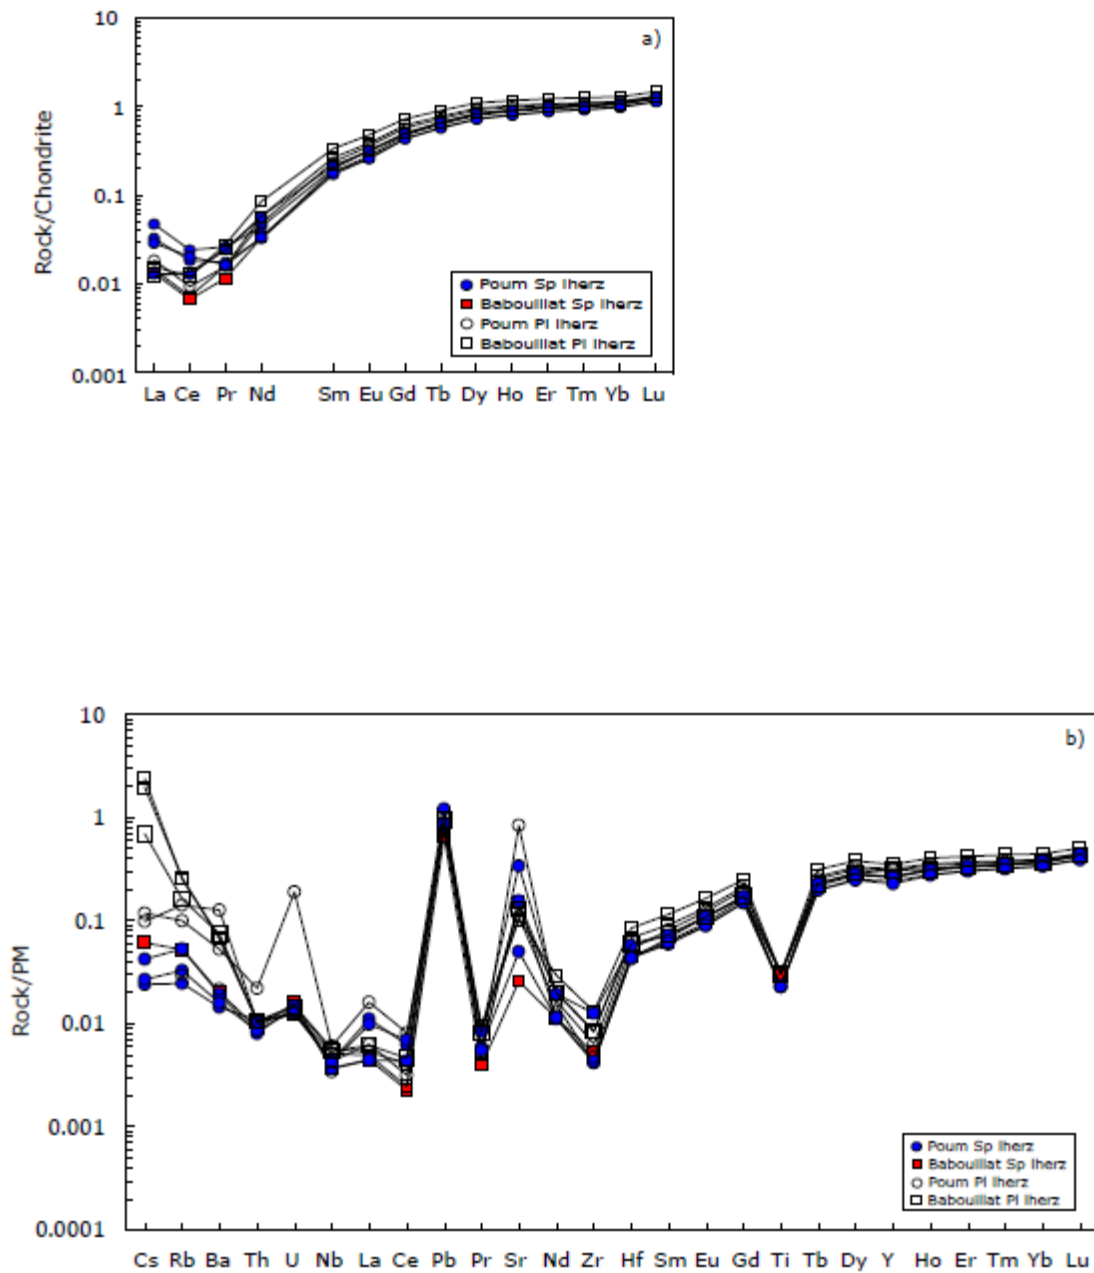 10
a)
1
0.1
0.01
0.001
Rock/Chondrite
Poum Sp lherz
Babouillat Sp lherz
Poum Pl lherz
Babouillat Pl lherz
La Ce Pr Nd Sm Eu Gd Tb Dy Ho Er Tm Yb Lu
10
b)
1
0.1
0.01
0.001
0.0001
Rock/PM
Poum Sp lherz
Babouillat Sp lherz
Poum Pl lherz
Babouillat Pl lherz
Cs Rb Ba Th U Nb La Ce Pb Pr Sr Nd Zr Hf Sm Eu Gd Ti Tb Dy Y Ho Er Tm Yb Lu